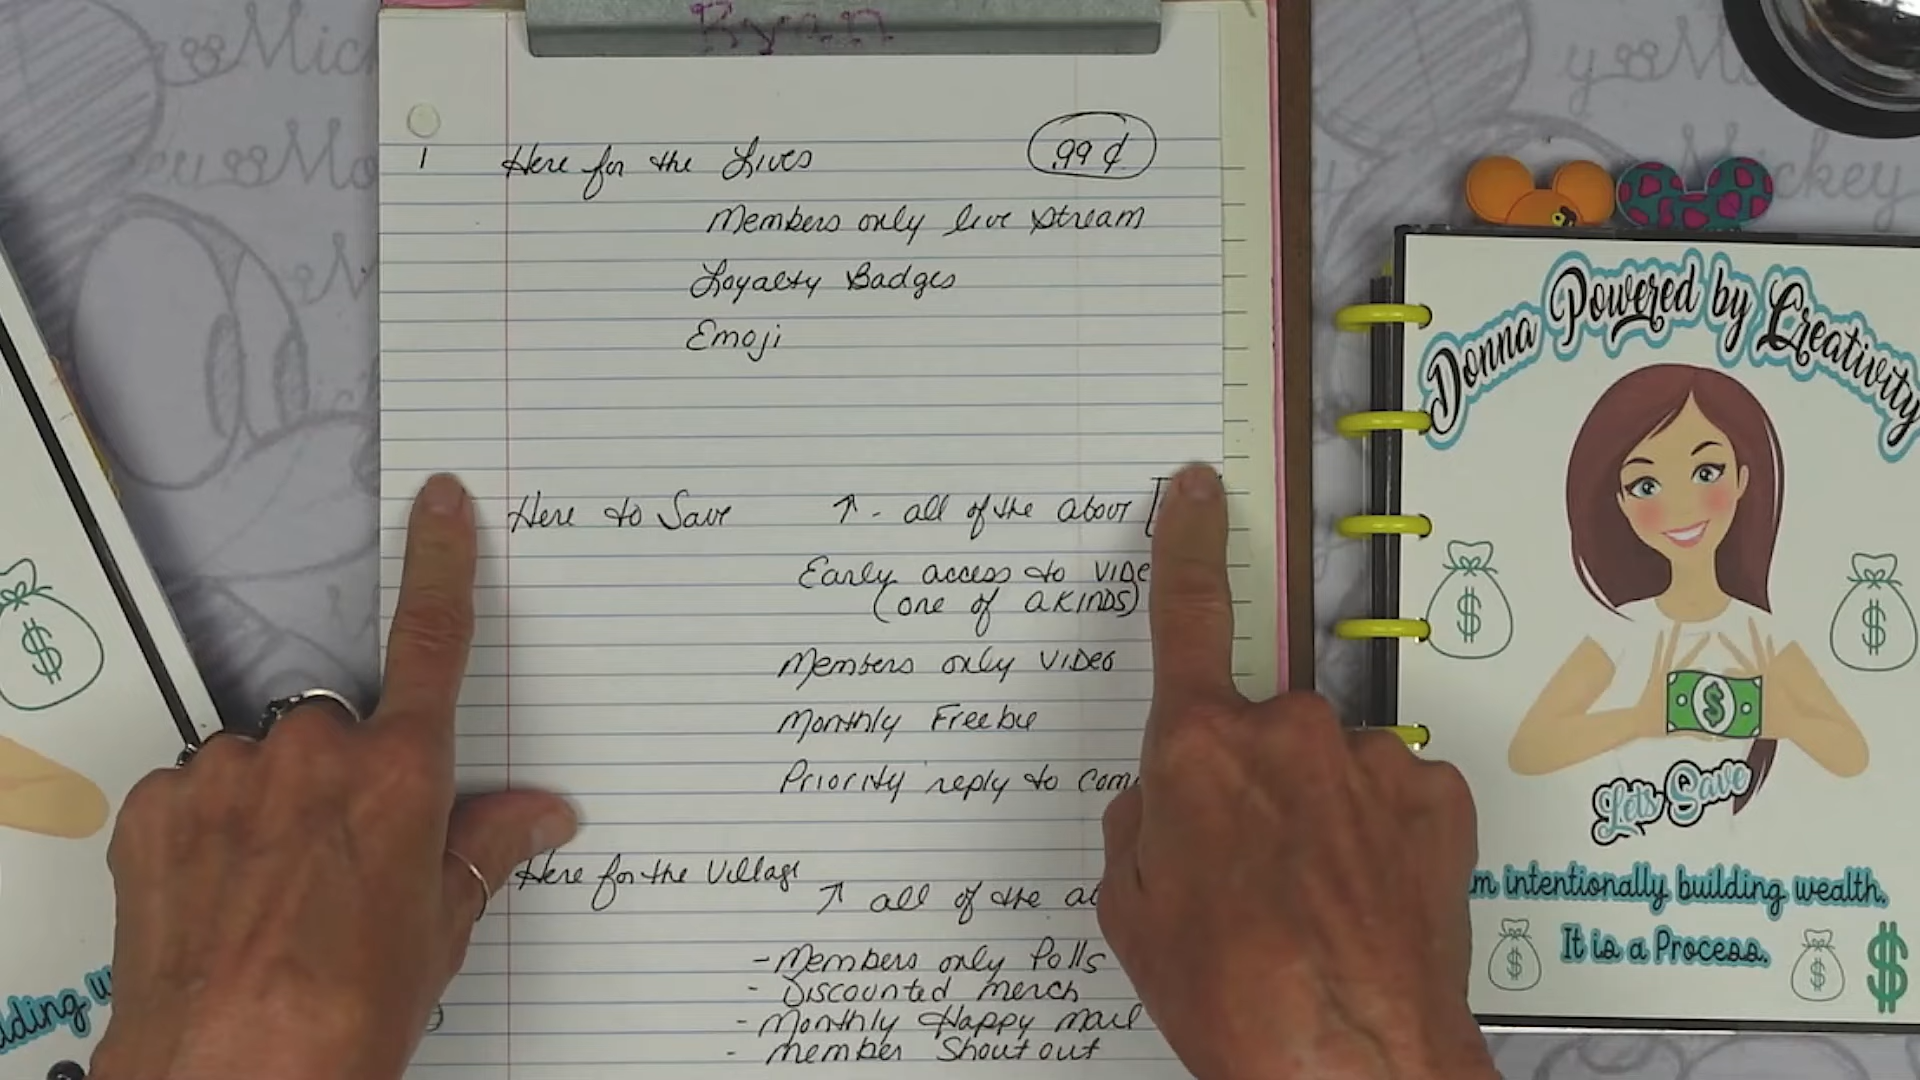 Ryan
1 Here for the Lives .99 ¢
Members only live stream
Loyalty Badges
Emoji
Here to Save ↑ - all of the above
Early access to
(one of a kinds)
Members only video
Monthly Freebie
Priority reply to
Here for the Village
↑ all of the
- Members only Polls
- Discounted merch
- Monthly Happy mail
- member Shout out
Donna Powered by Creativity
$ $
$
Lets Save
intentionally building wealth.
It is a Process.
$ $ $
$
Mickey